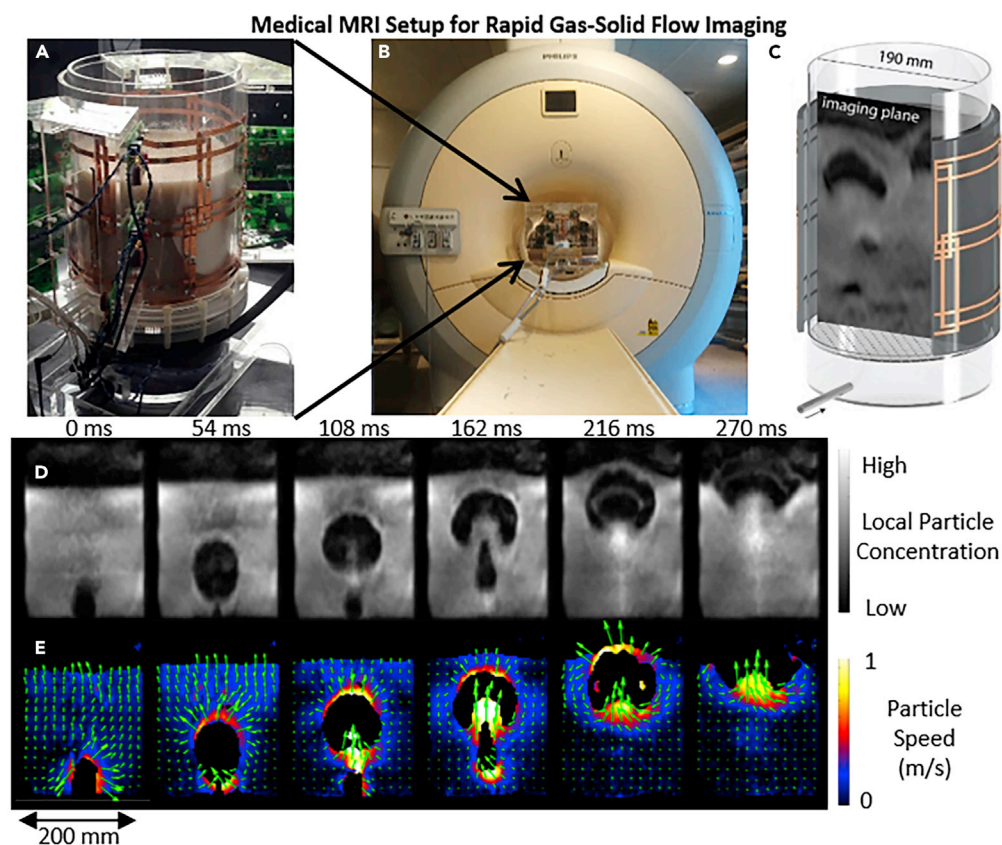 Medical MRI Setup for Rapid Gas-Solid Flow Imaging
A
B
PHILIPS
C
190 mm
imaging plane
0 ms
54 ms
108 ms
162 ms
216 ms
270 ms
D
High
Local Particle
Concentration
Low
E
1
Particle
Speed
(m/s)
0
200 mm